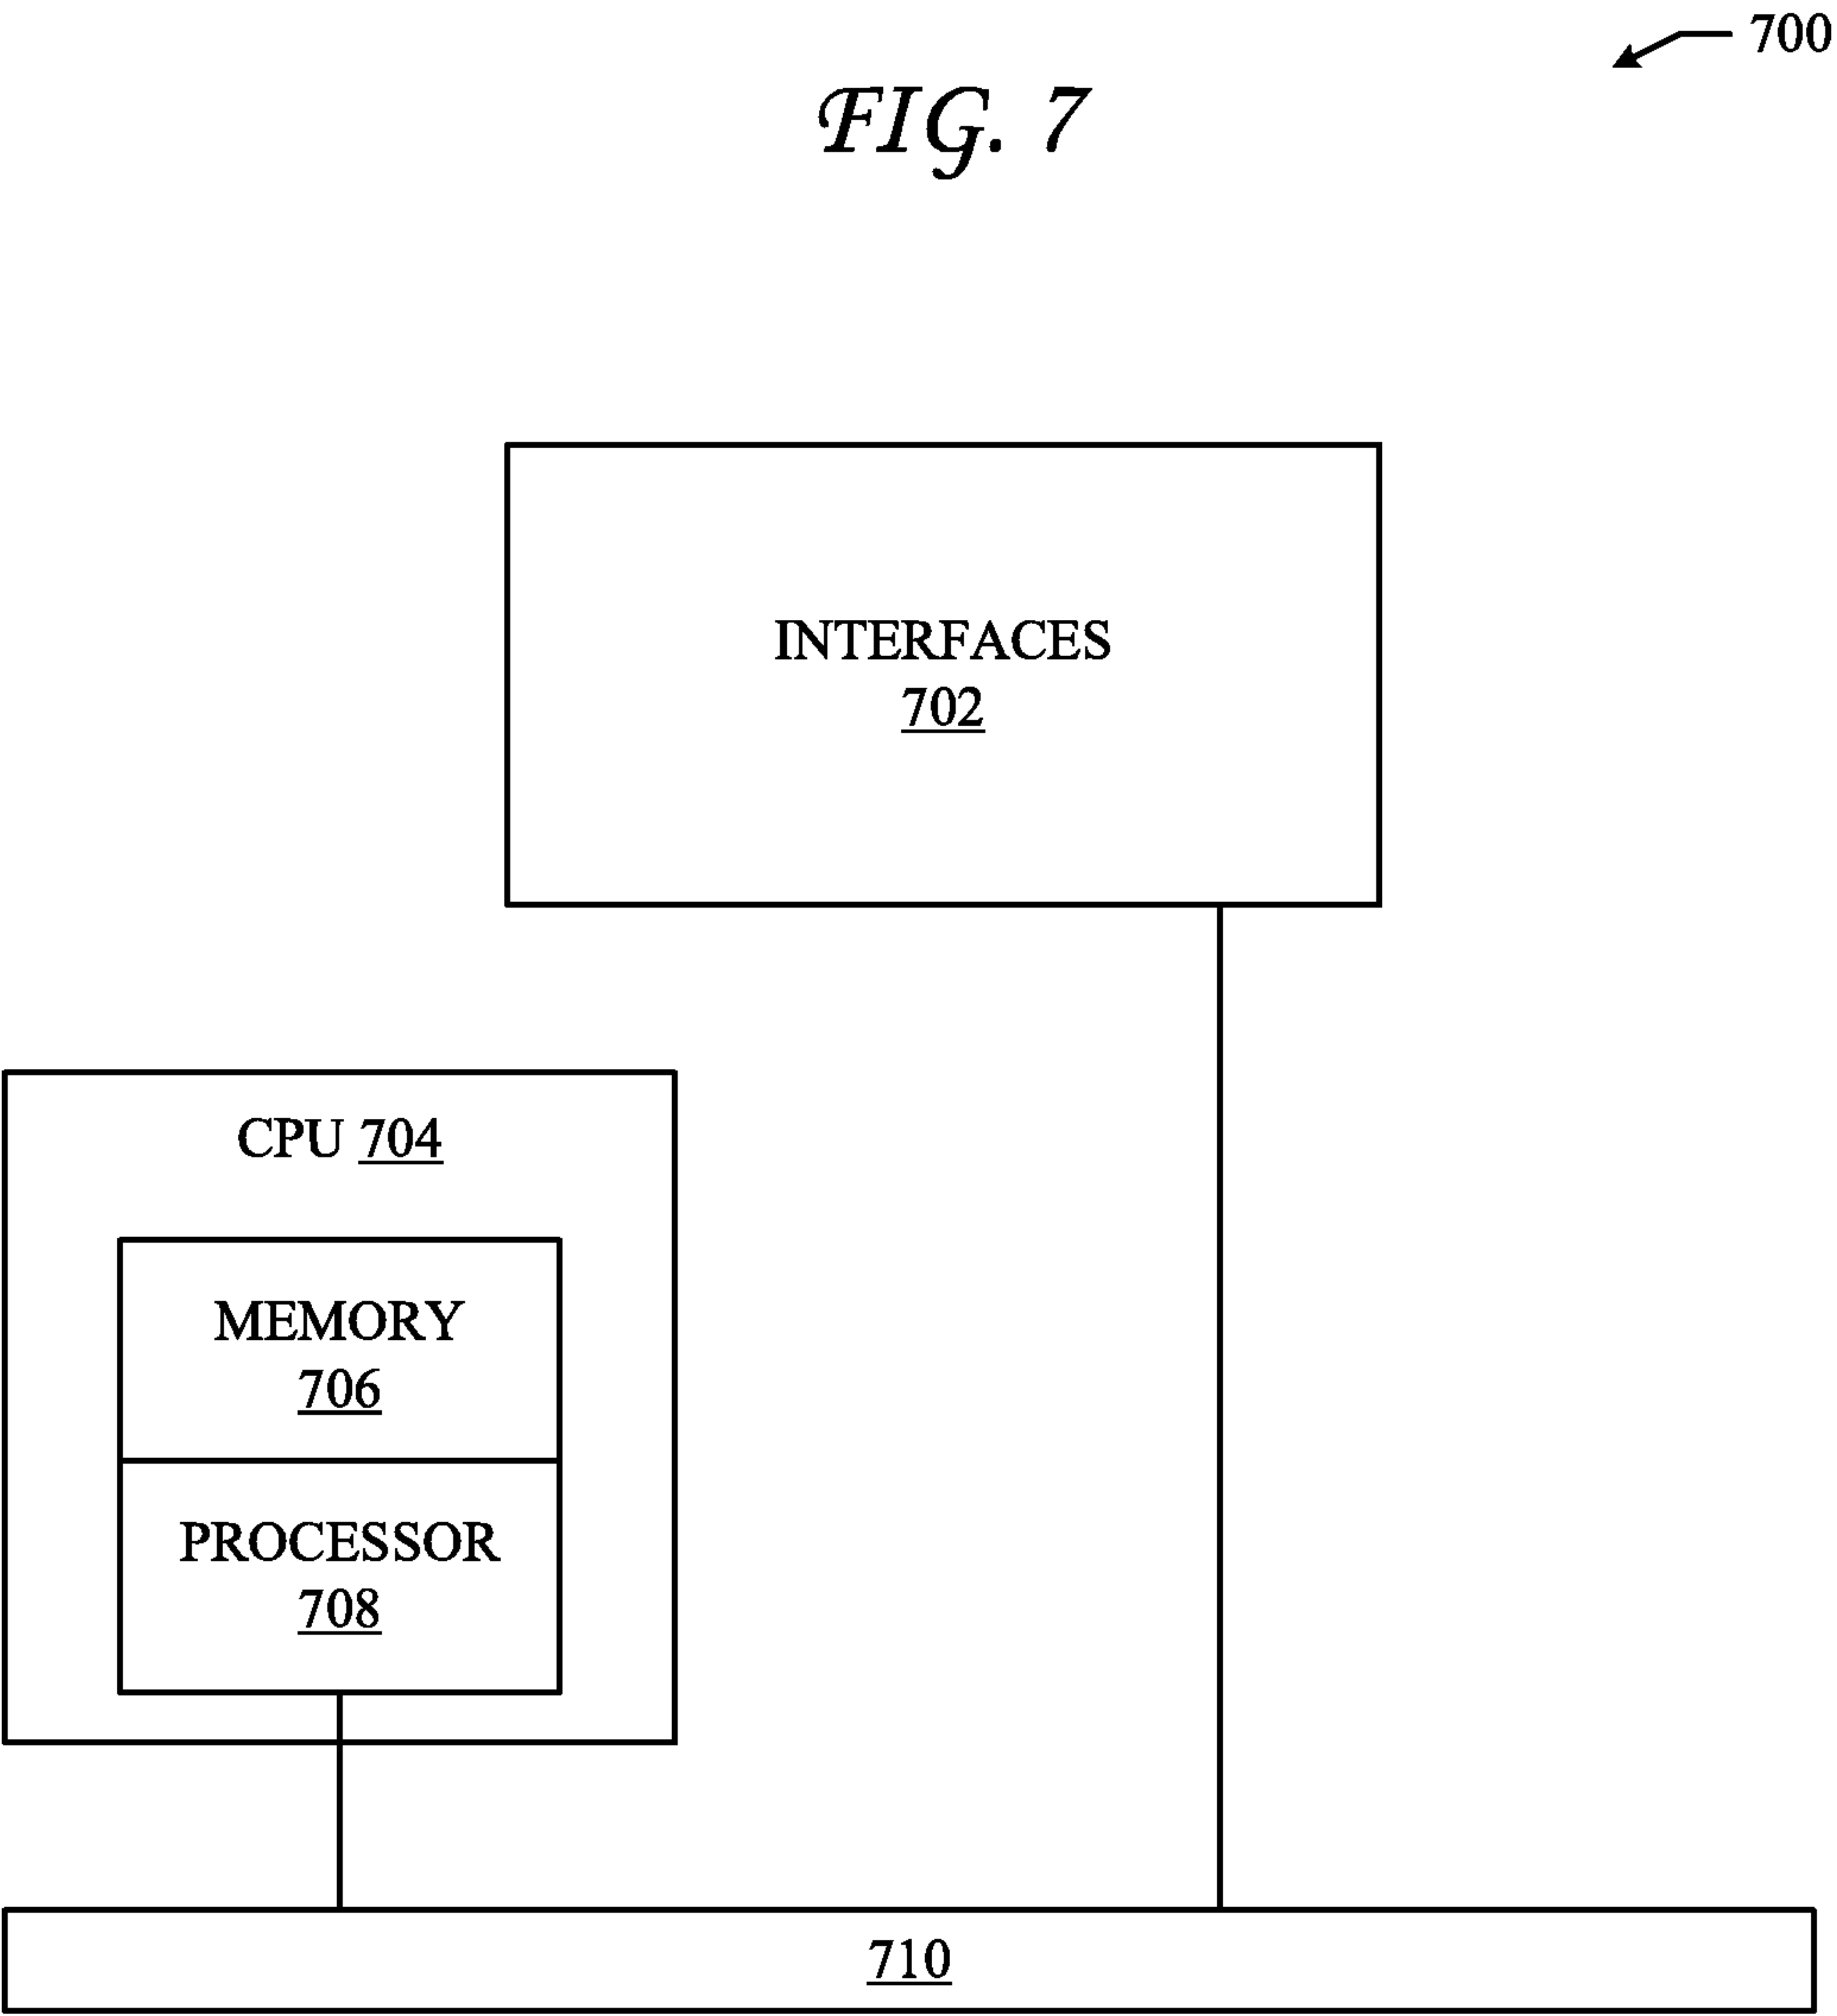 700
FIG. 7
INTERFACES
702
CPU 704
MEMORY
706
PROCESSOR
708
710